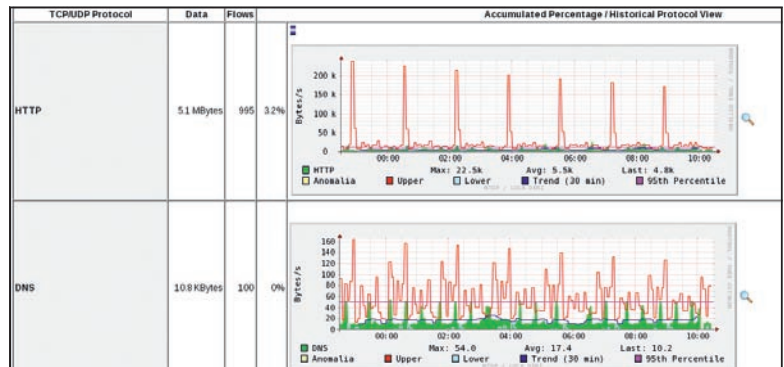 TCP/UDP Protocol Data Flows Accumulated Percentage / Historical Protocol View
HTTP 5.1 MBytes 995 3.2%
Bytes/s
200 k
150 k
100 k
50 k
0
00:00 02:00 04:00 06:00 08:00 10:00
HTTP Max: 22.5k Avg: 5.5k Last: 4.8k
Anomalia Upper Lower Trend (30 min) 95th Percentile
DNS 10.8 KBytes 100 0%
Bytes/s
160
140
120
100
80
60
40
20
0
00:00 02:00 04:00 06:00 08:00 10:00
DNS Max: 54.0 Avg: 17.4 Last: 10.2
Anomalia Upper Lower Trend (30 min) 95th Percentile